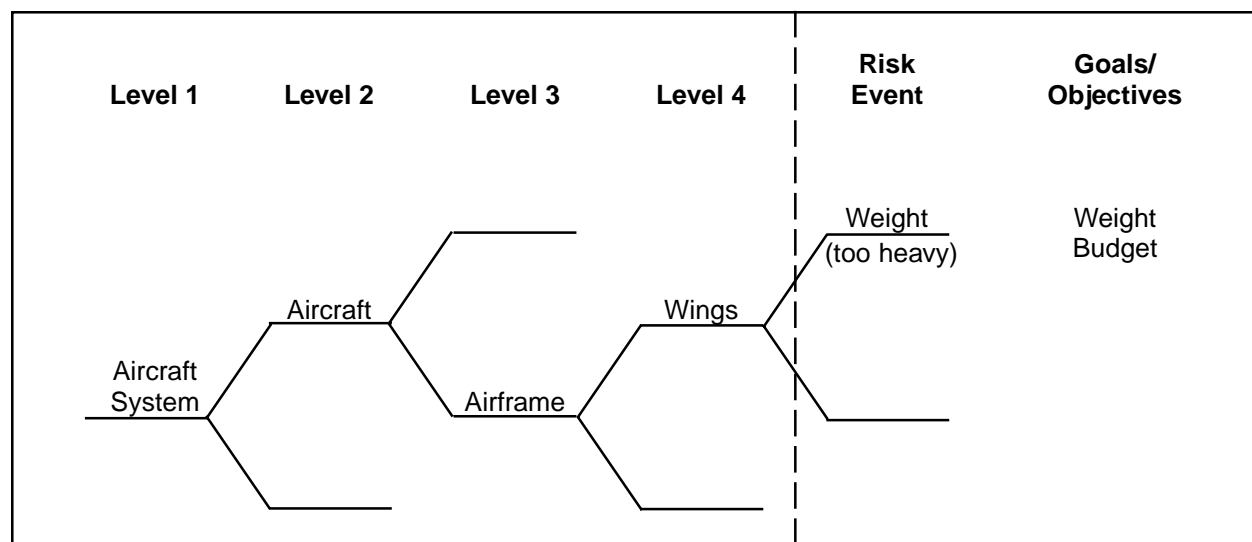 Risk
Event
Goals/
Objectives
Level 1
Level 2
Level 3
Level 4
Weight
(too heavy)
Weight
Budget
Aircraft
Wings
Aircraft
System
Airframe